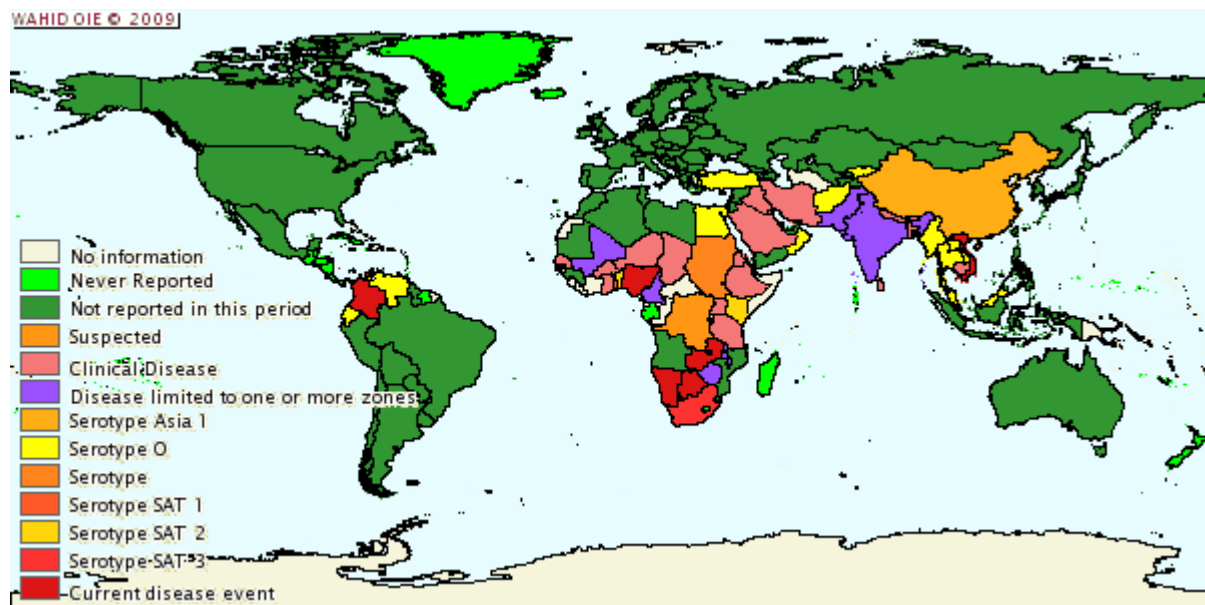 WAHID OIE © 2009
No information
Never Reported
Not reported in this period
Suspected
Clinical Disease
Disease limited to one or more zones
Serotype Asia 1
Serotype O
Serotype
Serotype SAT 1
Serotype SAT 2
Serotype SAT 3
Current disease event